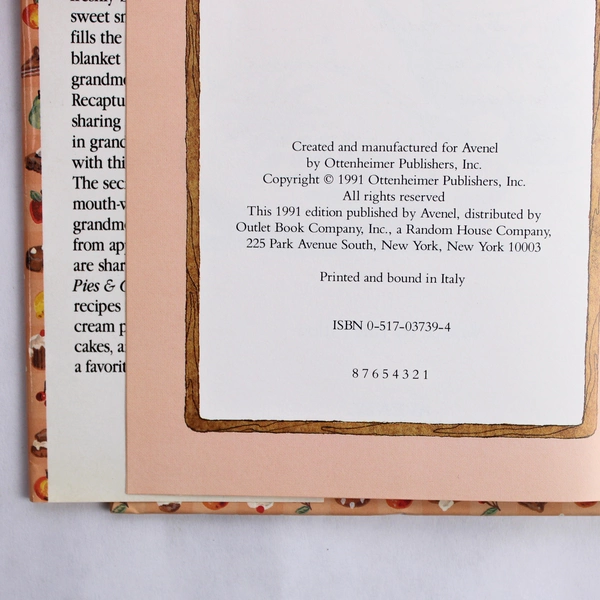 sweet
fills the
blanket
Recaptu
sharing
in grand
with thi
The sec
mouth-w
grandm
from ap
are shar
Pies &
recipes
cream p
cakes, a
a favorit
Created and manufactured for Avenel
by Ottenheimer Publishers, Inc.
Copyright © 1991 Ottenheimer Publishers, Inc.
All rights reserved
This 1991 edition published by Avenel, distributed by
Outlet Book Company, Inc., a Random House Company,
225 Park Avenue South, New York, New York 10003
Printed and bound in Italy
ISBN 0-517-03739-4
8 7 6 5 4 3 2 1